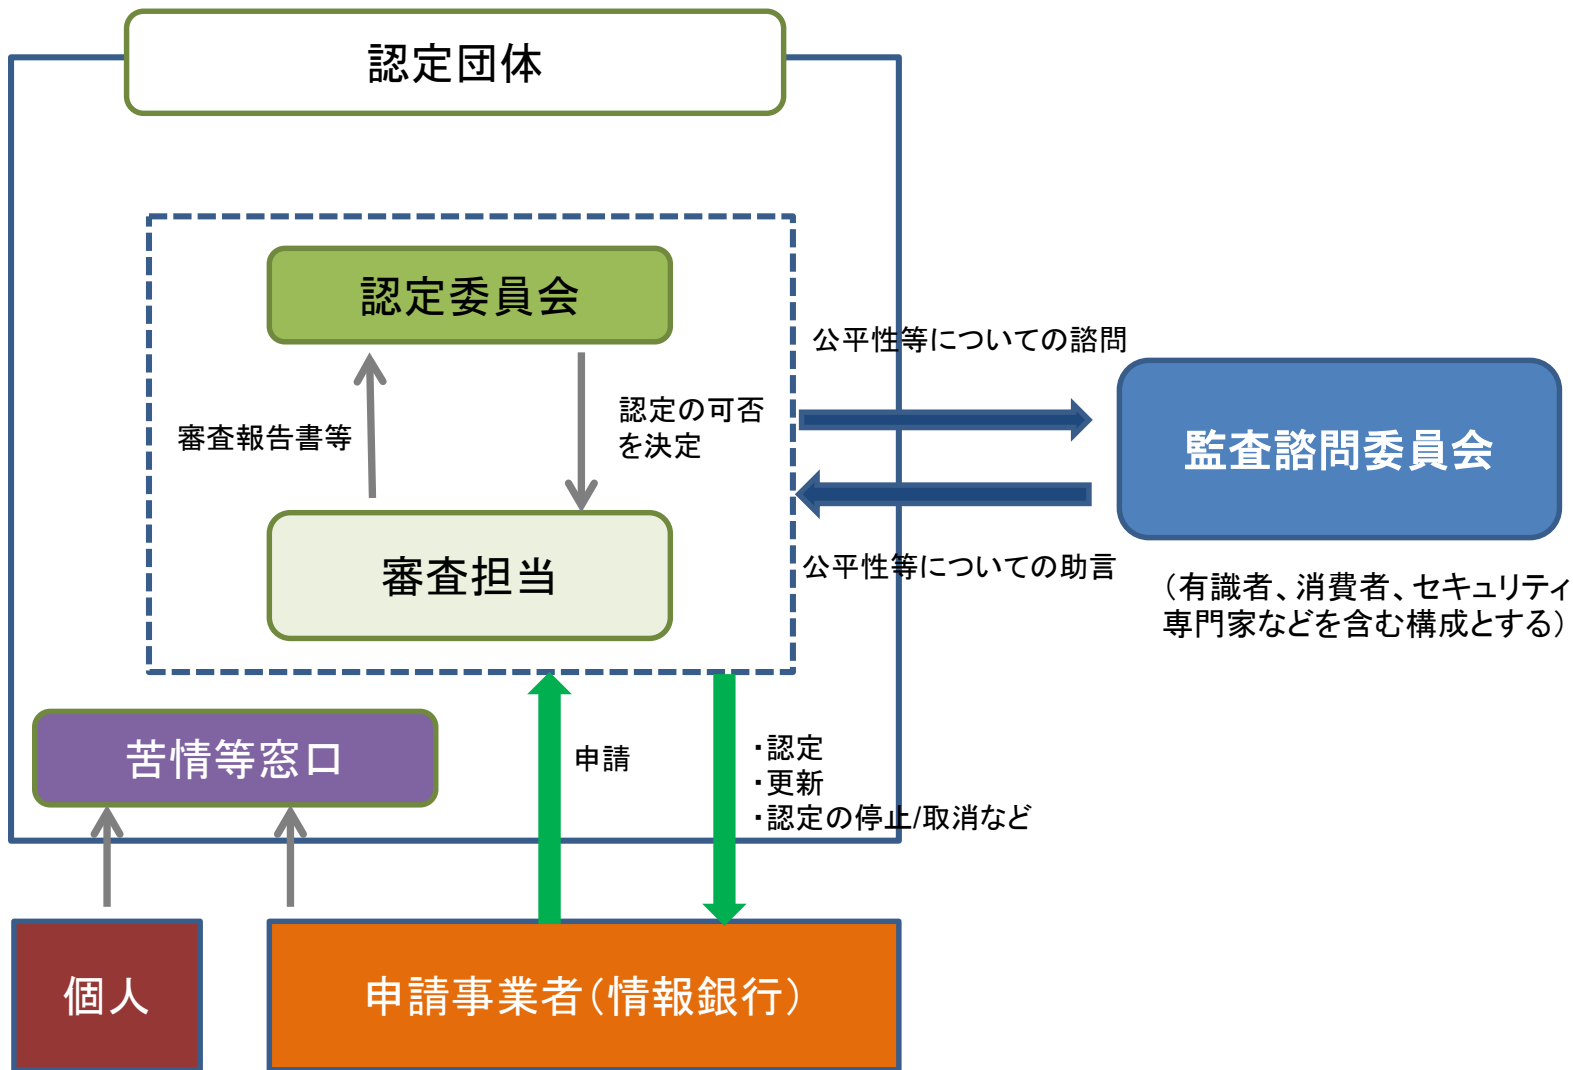 認定団体
認定委員会
公平性等についての諮問
審査報告書等
認定の可否
を決定
監査諮問委員会
審査担当
公平性等についての助言
（有識者、消費者、セキュリティ
専門家などを含む構成とする）
苦情等窓口
申請
・認定
・更新
・認定の停止/取消など
個人
申請事業者（情報銀行）